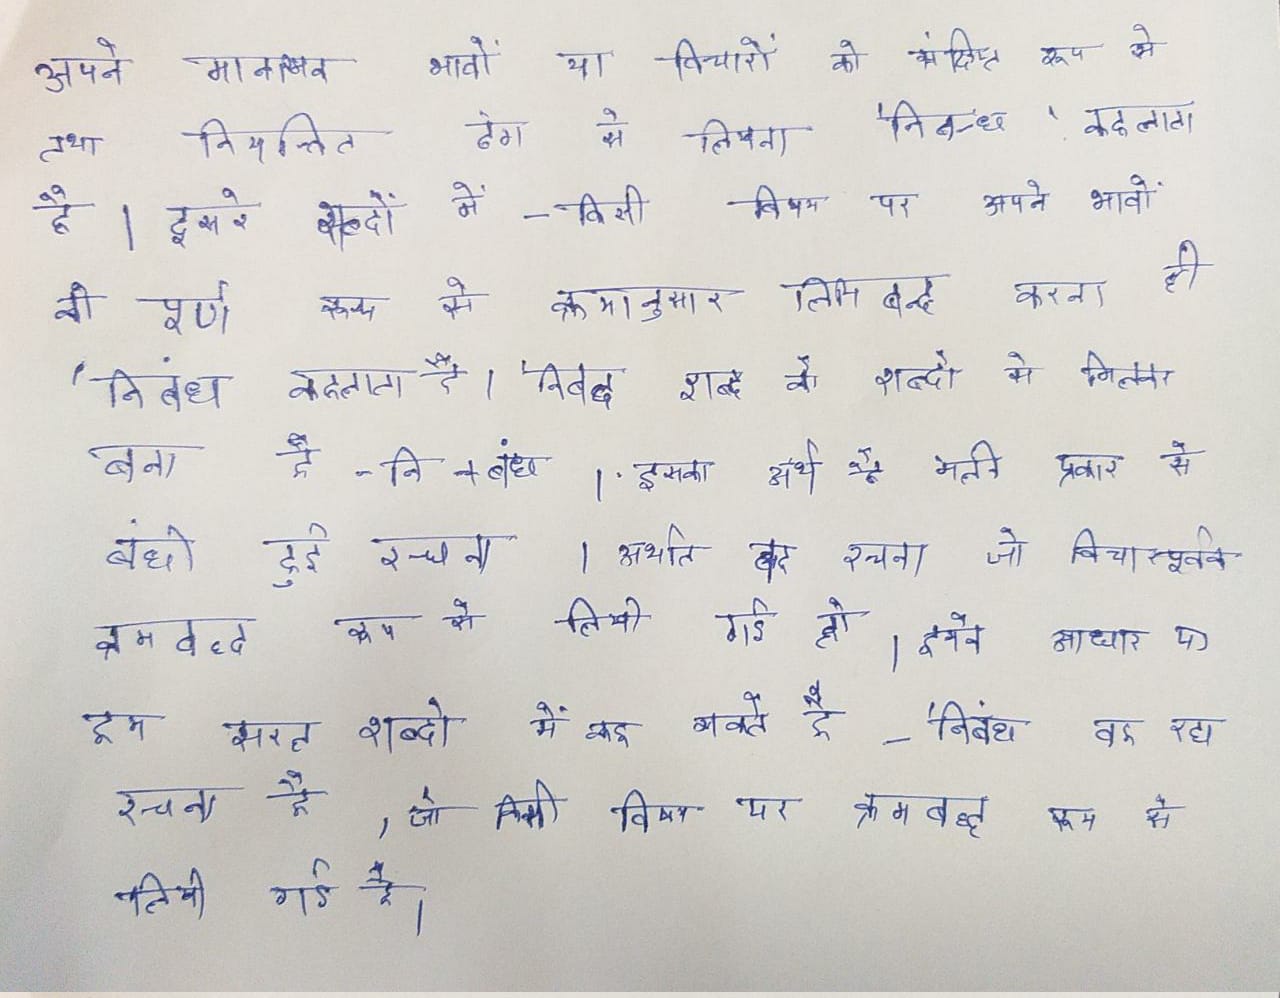 अपने मानसिक भावों या विचारों को संक्षिप्त रूप से
तथा नियन्त्रित ढंग से लिखना 'निबन्ध' कहलाता
है। दूसरे शब्दों में - किसी विषय पर अपने भावों
को पूर्ण रूप से क्रमानुसार लिपिबद्ध करना ही
'निबंध कहलाता है। 'निबंध शब्द दो शब्दो से मिलकर
बना है - नि + बंध । इसका अर्थ है भली प्रकार से
बंधी हुई रचना । अर्थात वह रचना जो विचारपूर्वक
क्रमबद्ध रूप से लिखी गई हो । इसके आधार पर
हम सरल शब्दो में कह सकते है - 'निबंध वह गद्य
रचना है , जो किसी विषय पर क्रमबद्ध रूप से
लिखी गई है।